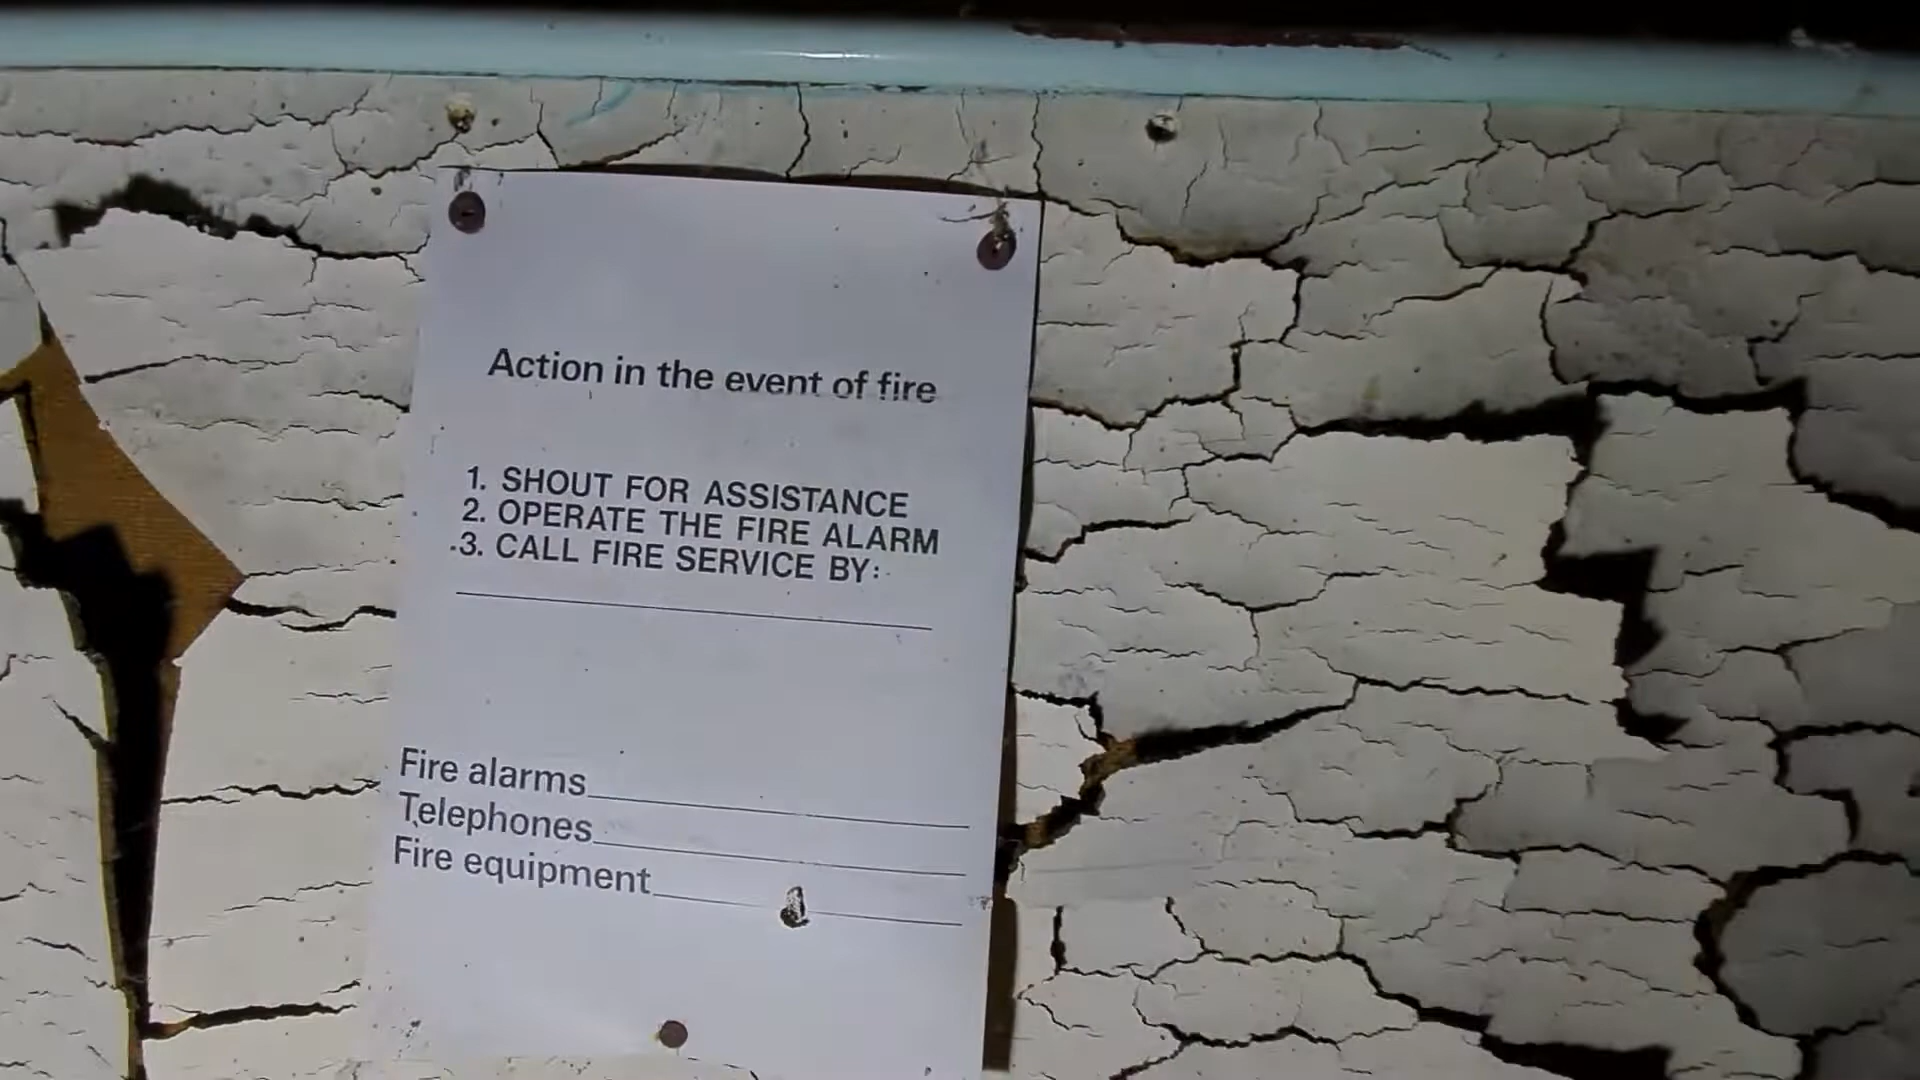 Action in the event of fire
1. SHOUT FOR ASSISTANCE
2. OPERATE THE FIRE ALARM
3. CALL FIRE SERVICE BY:
Fire alarms
Telephones
Fire equipment